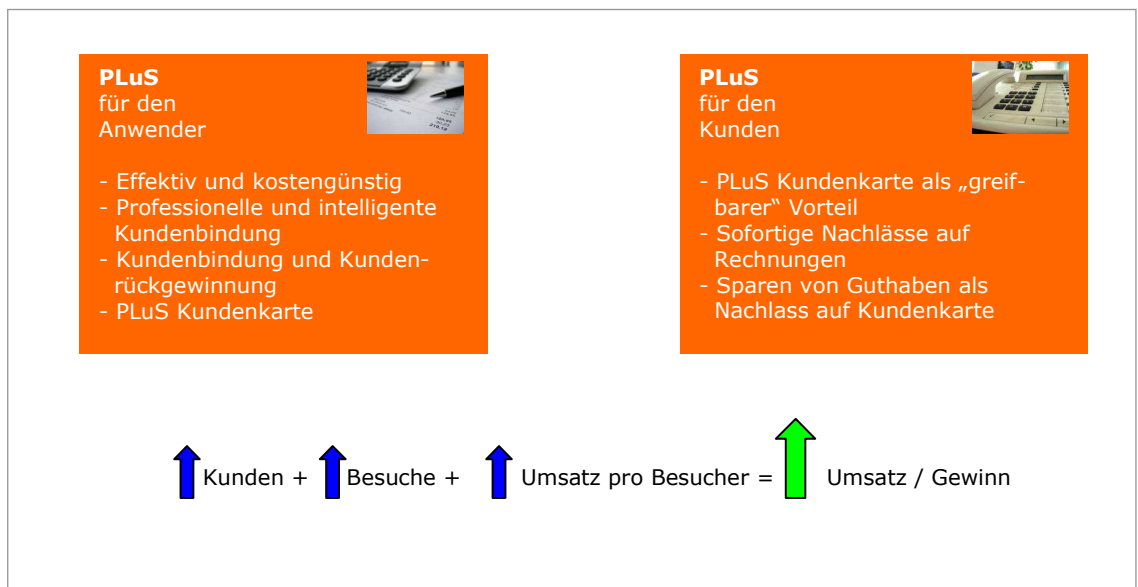 PLuS
für den
Anwender
- Effektiv und kostengünstig
- Professionelle und intelligente
Kundenbindung
- Kundenbindung und Kunden-
rückgewinnung
- PLuS Kundenkarte
PLuS
für den
Kunden
- PLuS Kundenkarte als „greif-
barer“ Vorteil
- Sofortige Nachlässe auf
Rechnungen
- Sparen von Guthaben als
Nachlass auf Kundenkarte
Kunden + Besuche + Umsatz pro Besucher = Umsatz / Gewinn